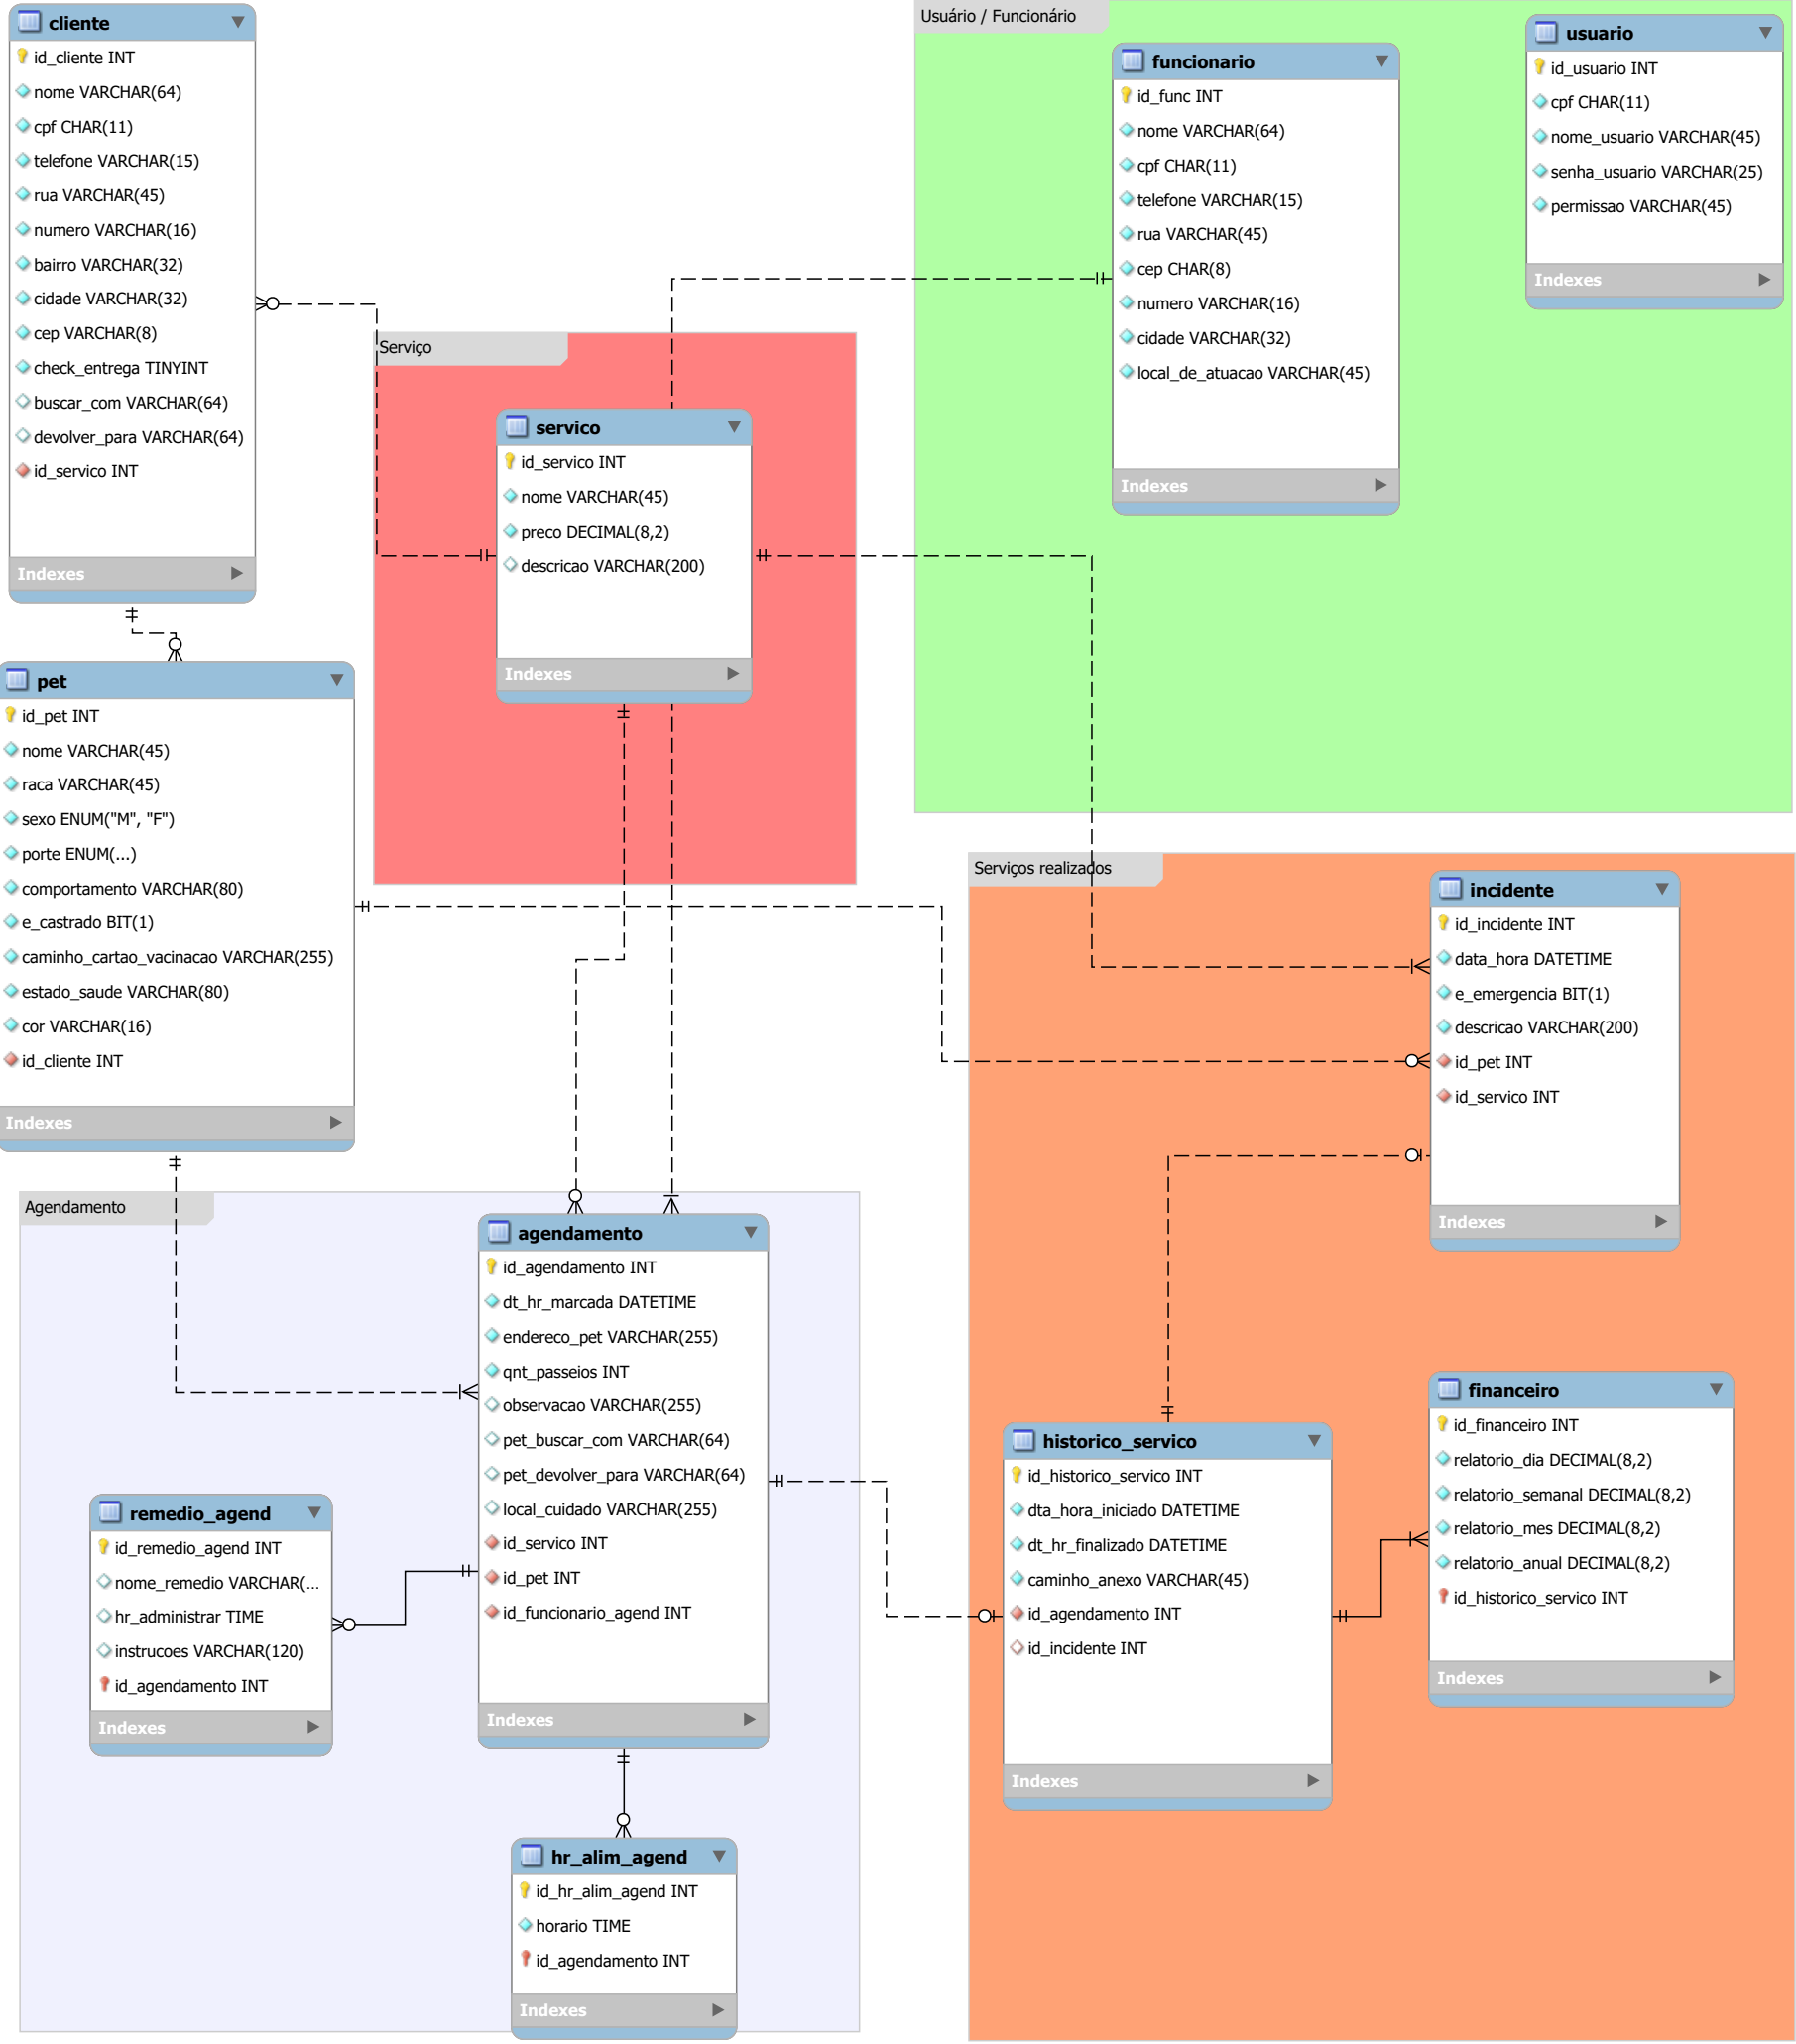 cliente
id_cliente INT
nome VARCHAR(64)
cpf CHAR(11)
telefone VARCHAR(15)
rua VARCHAR(45)
numero VARCHAR(16)
bairro VARCHAR(32)
cidade VARCHAR(32)
cep VARCHAR(8)
check_entrega TINYINT
buscar_com VARCHAR(64)
devolver_para VARCHAR(64)
id_servico INT
Indexes
Usuário / Funcionário
funcionario
id_func INT
nome VARCHAR(64)
cpf CHAR(11)
telefone VARCHAR(15)
rua VARCHAR(45)
cep CHAR(8)
numero VARCHAR(16)
cidade VARCHAR(32)
local_de_atuacao VARCHAR(45)
Indexes
usuario
id_usuario INT
cpf CHAR(11)
nome_usuario VARCHAR(45)
senha_usuario VARCHAR(25)
permissao VARCHAR(45)
Indexes
Serviço
servico
id_servico INT
nome VARCHAR(45)
preco DECIMAL(8,2)
descricao VARCHAR(200)
Indexes
pet
id_pet INT
nome VARCHAR(45)
raca VARCHAR(45)
sexo ENUM("M", "F")
porte ENUM(...)
comportamento VARCHAR(80)
e_castrado BIT(1)
caminho_cartao_vacinacao VARCHAR(255)
estado_saude VARCHAR(80)
cor VARCHAR(16)
id_cliente INT
Indexes
Serviços realizados
incidente
id_incidente INT
data_hora DATETIME
e_emergencia BIT(1)
descricao VARCHAR(200)
id_pet INT
id_servico INT
Indexes
Agendamento
agendamento
id_agendamento INT
dt_hr_marcada DATETIME
endereco_pet VARCHAR(255)
qnt_passeios INT
observacao VARCHAR(255)
pet_buscar_com VARCHAR(64)
pet_devolver_para VARCHAR(64)
local_cuidado VARCHAR(255)
id_servico INT
id_pet INT
id_funcionario_agend INT
Indexes
remedio_agend
id_remedio_agend INT
nome_remedio VARCHAR(...
hr_administrar TIME
instrucoes VARCHAR(120)
id_agendamento INT
Indexes
hr_alim_agend
id_hr_alim_agend INT
horario TIME
id_agendamento INT
Indexes
historico_servico
id_historico_servico INT
dta_hora_iniciado DATETIME
dt_hr_finalizado DATETIME
caminho_anexo VARCHAR(45)
id_agendamento INT
id_incidente INT
Indexes
financeiro
id_financeiro INT
relatorio_dia DECIMAL(8,2)
relatorio_semanal DECIMAL(8,2)
relatorio_mes DECIMAL(8,2)
relatorio_anual DECIMAL(8,2)
id_historico_servico INT
Indexes